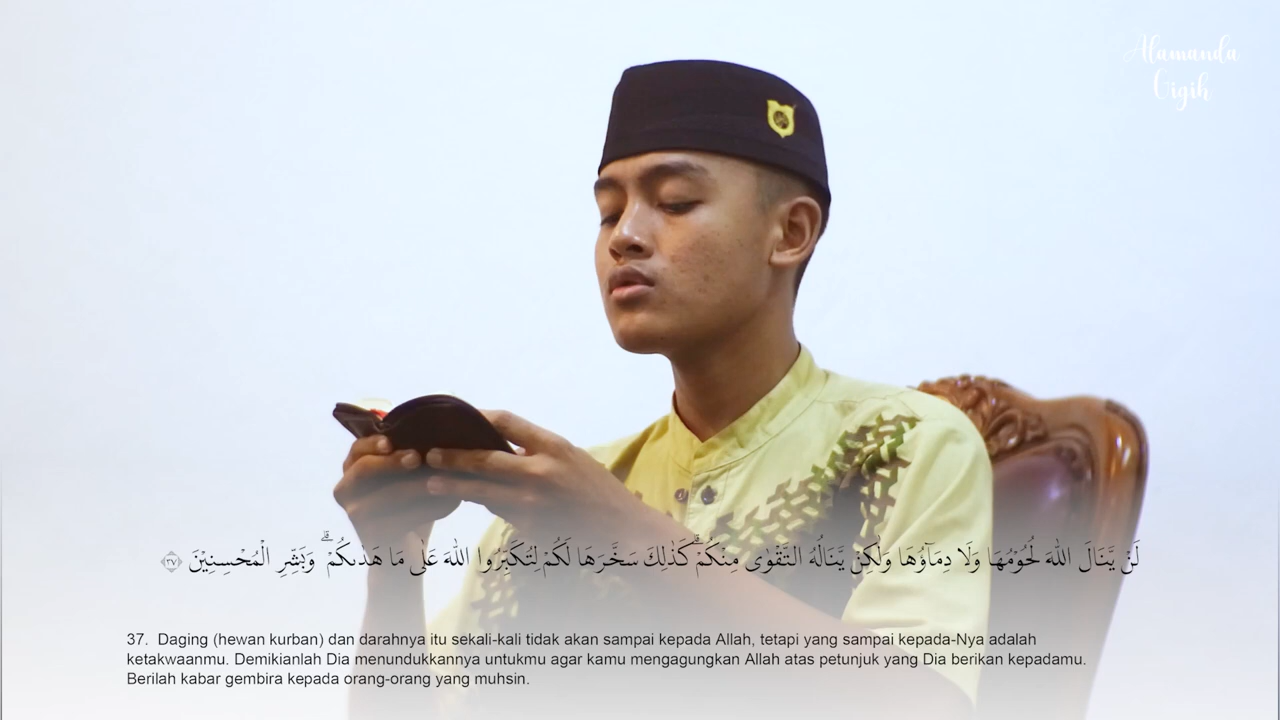 Alamanda
Gigih
لَنْ يَّنَالَ اللّٰهَ لُحُوْمُهَا وَلَا دِمَاۤؤُهَا وَلٰكِنْ يَّنَالُهُ التَّقْوٰى مِنْكُمْۗ كَذٰلِكَ سَخَّرَهَا لَكُمْ لِتُكَبِّرُوا اللّٰهَ عَلٰى مَا هَدٰىكُمْ ۗ وَبَشِّرِ الْمُحْسِنِيْنَ ٣٧
37. Daging (hewan kurban) dan darahnya itu sekali-kali tidak akan sampai kepada Allah, tetapi yang sampai kepada-Nya adalah
ketakwaanmu. Demikianlah Dia menundukkannya untukmu agar kamu mengagungkan Allah atas petunjuk yang Dia berikan kepadamu.
Berilah kabar gembira kepada orang-orang yang muhsin.